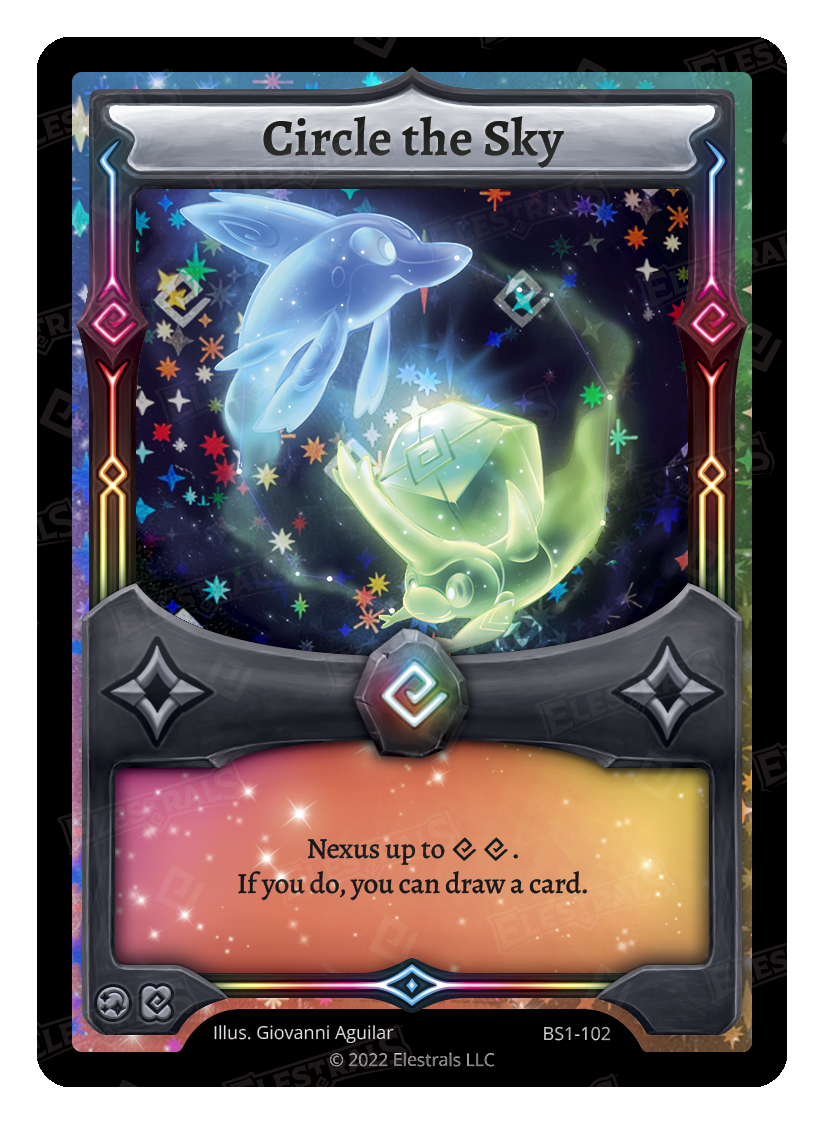 Circle the Sky
Nexus up to .
If you do, you can draw a card.
Illus. Giovanni Aguilar
BS1-102
© 2022 Elestrals LLC
ELESTRALS